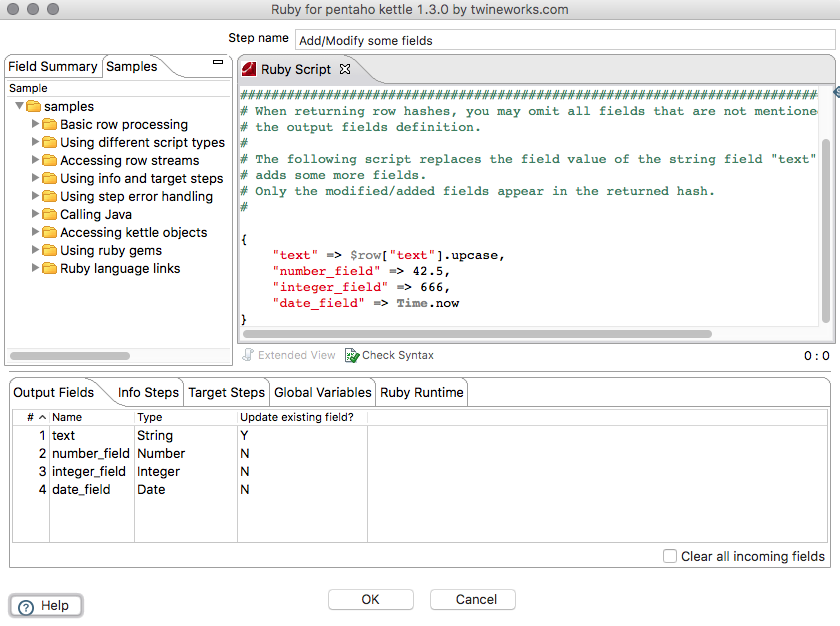 Ruby for pentaho kettle 1.3.0 by twineworks.com
Step name Add/Modify some fields
Field Summary Samples
Sample
samples
Basic row processing
Using different script types
Accessing row streams
Using info and target steps
Using step error handling
Calling Java
Accessing kettle objects
Using ruby gems
Ruby language links
Ruby Script
##########################################################################
# When returning row hashes, you may omit all fields that are not mentione
# the output fields definition.
#
# The following script replaces the field value of the string field "text"
# adds some more fields.
# Only the modified/added fields appear in the returned hash.
#
{
"text" => $row["text"].upcase,
"number_field" => 42.5,
"integer_field" => 666,
"date_field" => Time.now
}
Extended View Check Syntax 0 : 0
Output Fields Info Steps Target Steps Global Variables Ruby Runtime
# Name Type Update existing field?
1 text String Y
2 number_field Number N
3 integer_field Integer N
4 date_field Date N
Clear all incoming fields
? Help OK Cancel